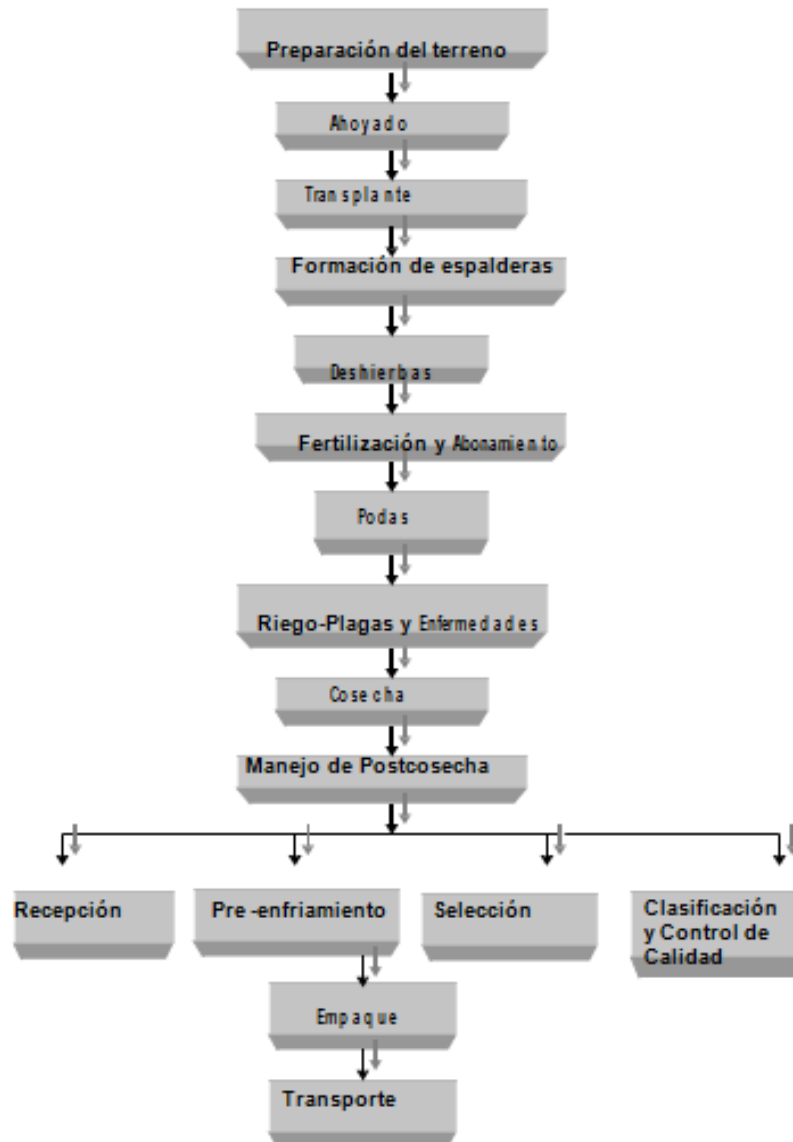 Preparación del terreno
Ahoyado
Transplante
Formación de espalderas
Deshierbas
Fertilización y Abonamiento
Podas
Riego-Plagas y Enfermedades
Cosecha
Manejo de Postcosecha
Recepción
Pre -enfriamiento
Selección
Clasificación
y Control de
Calidad
Empaque
Transporte